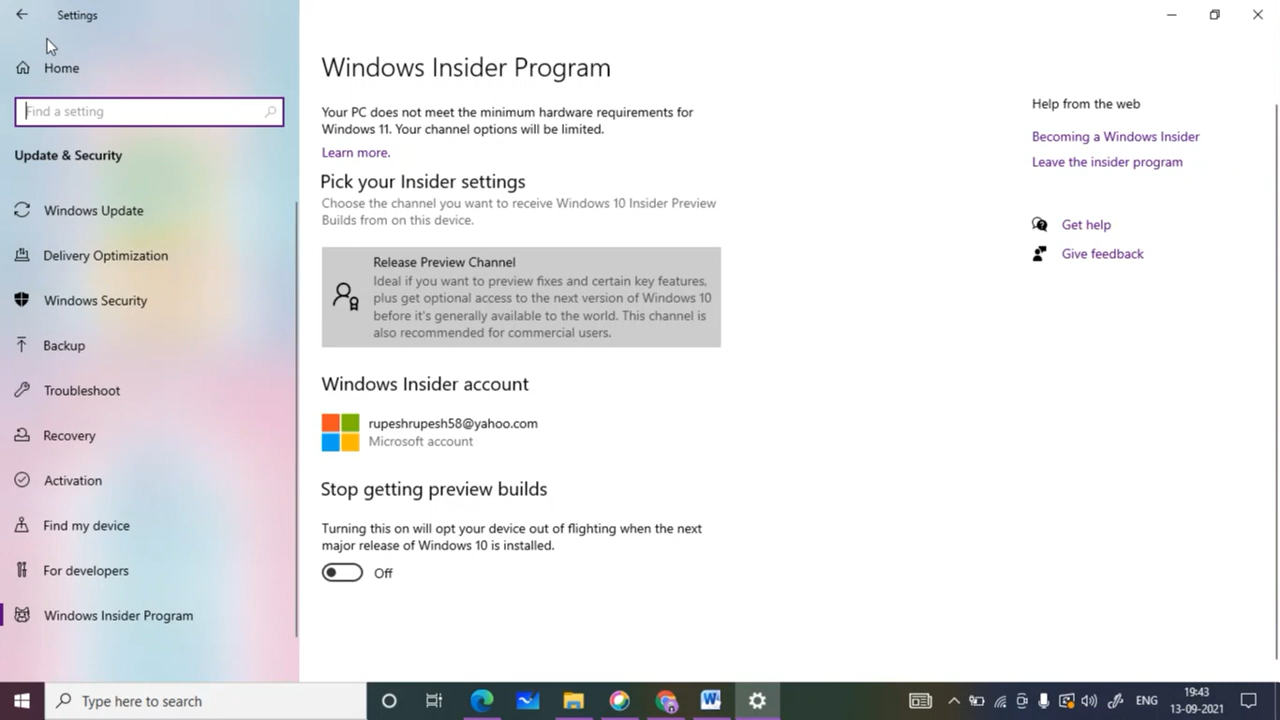 Settings
Home
Find a setting
Update & Security
Windows Update
Delivery Optimization
Windows Security
Backup
Troubleshoot
Recovery
Activation
Find my device
For developers
Windows Insider Program
Windows Insider Program
Your PC does not meet the minimum hardware requirements for
Windows 11. Your channel options will be limited.
Learn more.
Pick your Insider settings
Choose the channel you want to receive Windows 10 Insider Preview
Builds from on this device.
Release Preview Channel
Ideal if you want to preview fixes and certain key features,
plus get optional access to the next version of Windows 10
before it's generally available to the world. This channel is
also recommended for commercial users.
Windows Insider account
rupeshrupesh58@yahoo.com
Microsoft account
Stop getting preview builds
Turning this on will opt your device out of flighting when the next
major release of Windows 10 is installed.
Off
Help from the web
Becoming a Windows Insider
Leave the insider program
Get help
Give feedback
Type here to search
ENG
19:43
13-09-2021